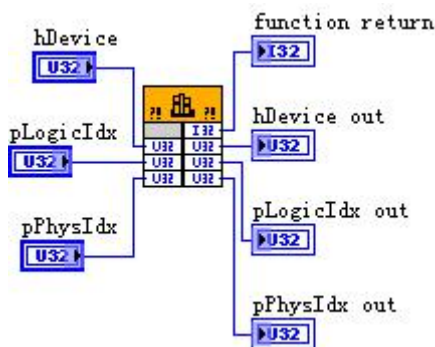 function return
hDevice
I32
U32
hDevice out
?! ?!
I32
pLogicIdx
U32 U32
U32
U32
U32 U32
U32 U32
pLogicIdx out
pPhysIdx
U32
U32
pPhysIdx out
U32